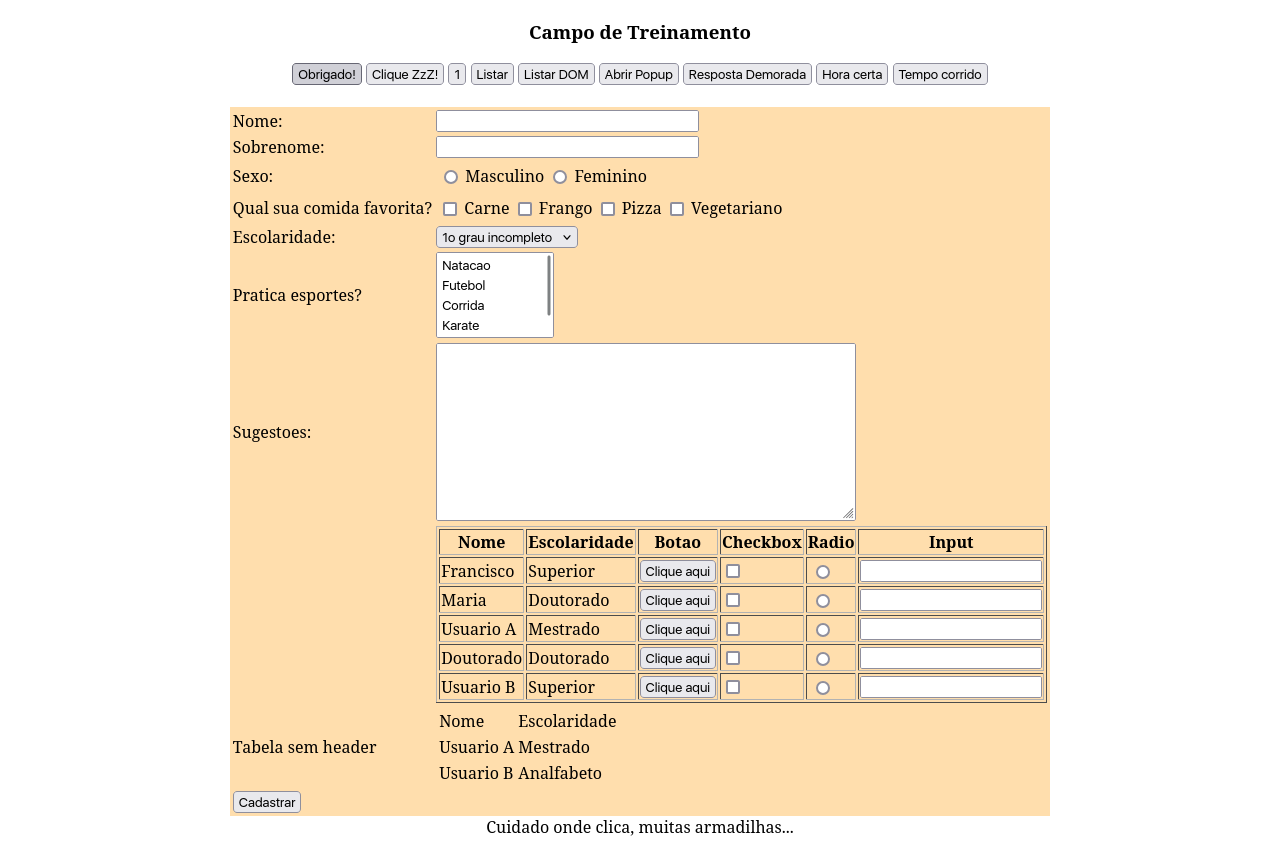 Campo de Treinamento
Obrigado! Clique ZzZ! 1 Listar Listar DOM Abrir Popup Resposta Demorada Hora certa Tempo corrido
Nome:
Sobrenome:
Sexo: Masculino Feminino
Qual sua comida favorita? Carne Frango Pizza Vegetariano
Escolaridade: 1o grau incompleto
Natacao
Futebol
Pratica esportes?
Corrida
Karate
Sugestoes:
Nome Escolaridade Botao Checkbox Radio Input
Francisco Superior Clique aqui
Maria Doutorado Clique aqui
Usuario A Mestrado Clique aqui
Doutorado Doutorado Clique aqui
Usuario B Superior Clique aqui
Nome Escolaridade
Tabela sem header Usuario A Mestrado
Usuario B Analfabeto
Cadastrar
Cuidado onde clica, muitas armadilhas...